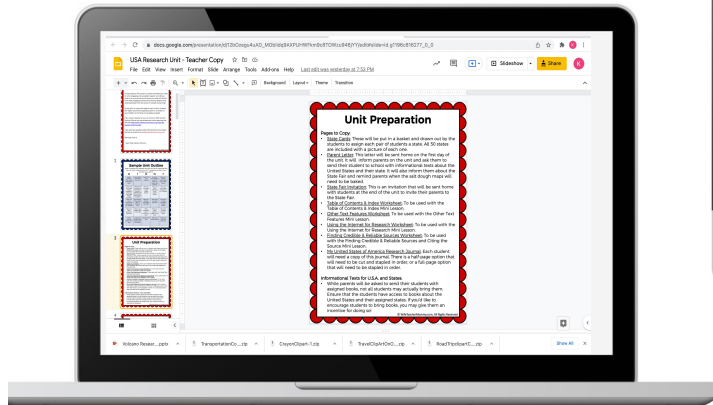 docs.google.com/presentation/d/
USA Research Unit - Teacher Copy
File Edit View Insert Format Slide Arrange Tools Add-ons Help Last edit was yesterday at 7:53 PM
Slideshow
Share
K
Background Layout Theme Transition
Sample Unit Outline
Unit Preparation
Unit Preparation
Pages to Copy:
• State Cards: These will be put in a basket and drawn out by the
students to assign each pair of students a state. All 50 states
are included with a picture of each one.
• Parent Letter: This letter will be sent home on the first day of
the unit. It will inform parents on the unit and ask them to
send their student to school with informational texts about the
United States and their state. It will also inform them about the
State Fair and remind parents when the salt dough maps will
need to be baked.
• State Fair Invitation: This is an invitation that will be sent home
with students at the end of the unit to invite their parents to
the State Fair.
• Table of Contents & Index Worksheet: To be used with the
Table of Contents & Index Mini Lesson.
• Other Text Features Worksheet: To be used with the Other Text
Features Mini Lesson.
• Using the Internet for Research Worksheet: To be used with the
Using the Internet for Research Mini Lesson.
• Finding Credible & Reliable Sources Worksheet: To be used
with the Finding Credible & Reliable Sources and Citing the
Source Mini Lesson.
• My United States of America Research Journal: Each student
will need a copy of this journal. There is a half-page option that
will need to be cut and stapled in order, or a full-page option
that will need to be stapled in order.
Informational Texts for U.S.A. and States:
• While parents will be asked to send their students with
assigned books, not all students may actually bring them.
Ensure that the students have access to books about the
United States and their assigned states. If you'd like to
encourage students to bring books, you may give them an
incentive for doing so!
Volcano Resear....pptx
TransportationCo....zip
CrayonClipart-1.zip
TravelClipArtOnO....zip
RoadTripclipartC....zip
Show All